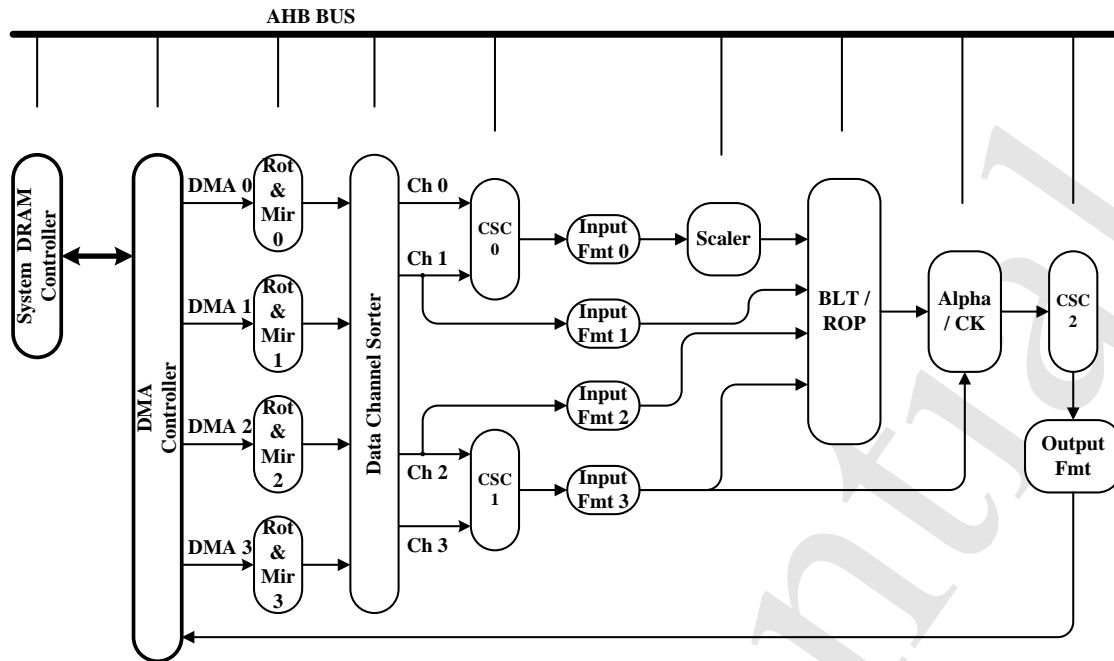 AHB BUS
System DRAM
Controller
DMA
Controller
DMA 0
DMA 1
DMA 2
DMA 3
Rot
&
Mir
0
Rot
&
Mir
1
Rot
&
Mir
2
Rot
&
Mir
3
Data Channel Sorter
Ch 0
Ch 1
Ch 2
Ch 3
CSC
0
CSC
1
Input
Fmt 0
Input
Fmt 1
Input
Fmt 2
Input
Fmt 3
Scaler
BLT /
ROP
Alpha
/ CK
CSC
2
Output
Fmt
ntial